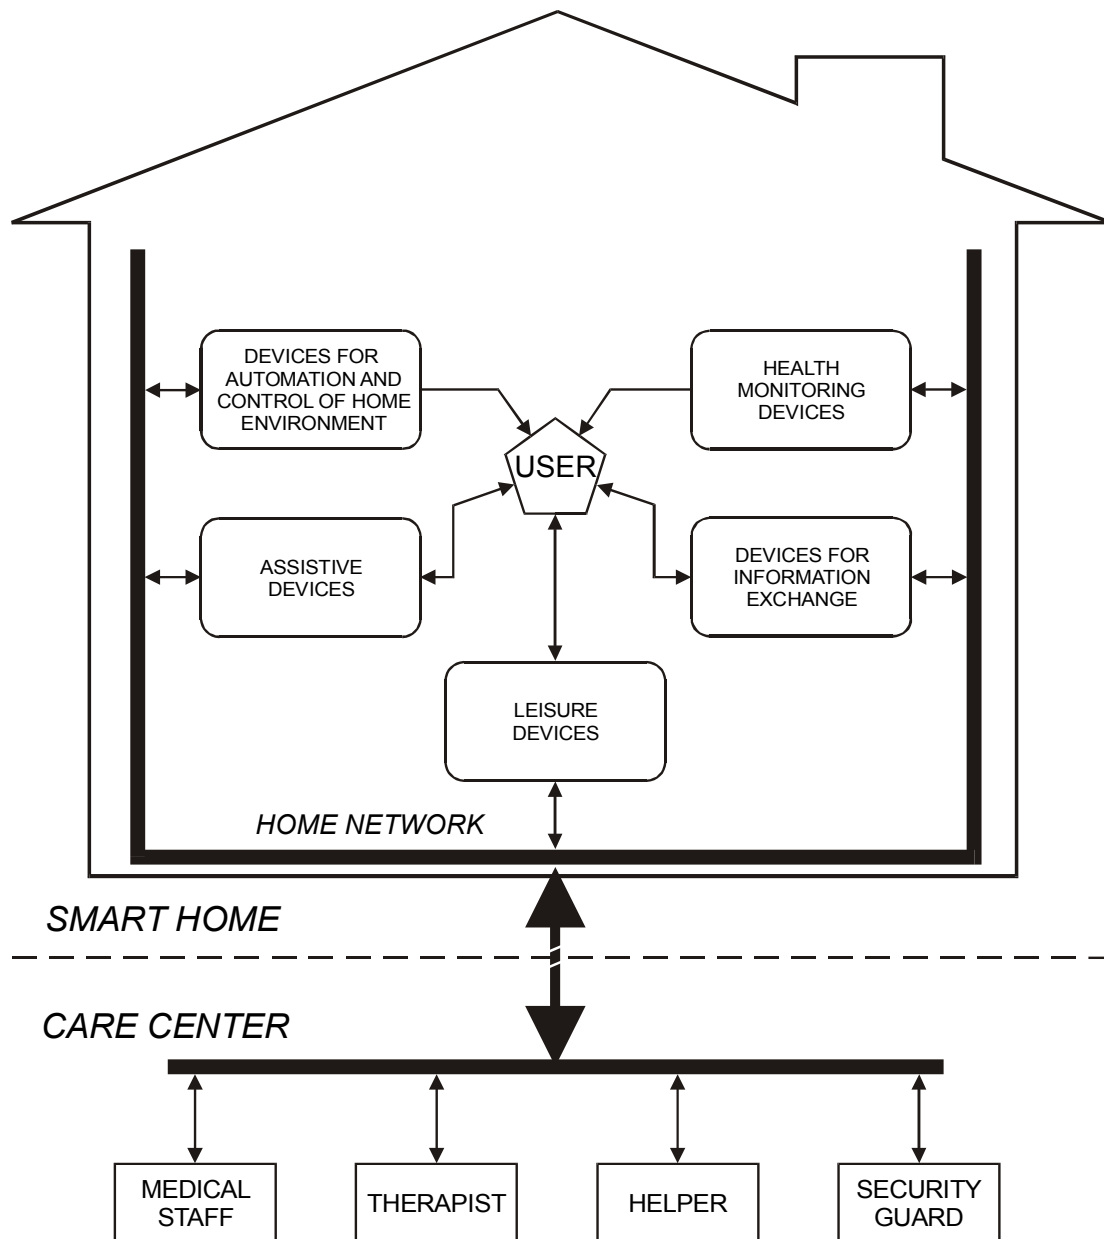 DEVICES FOR
AUTOMATION AND
CONTROL OF HOME
ENVIRONMENT
HEALTH
MONITORING
DEVICES
USER
ASSISTIVE
DEVICES
DEVICES FOR
INFORMATION
EXCHANGE
LEISURE
DEVICES
HOME NETWORK
SMART HOME
CARE CENTER
MEDICAL
STAFF
THERAPIST
HELPER
SECURITY
GUARD